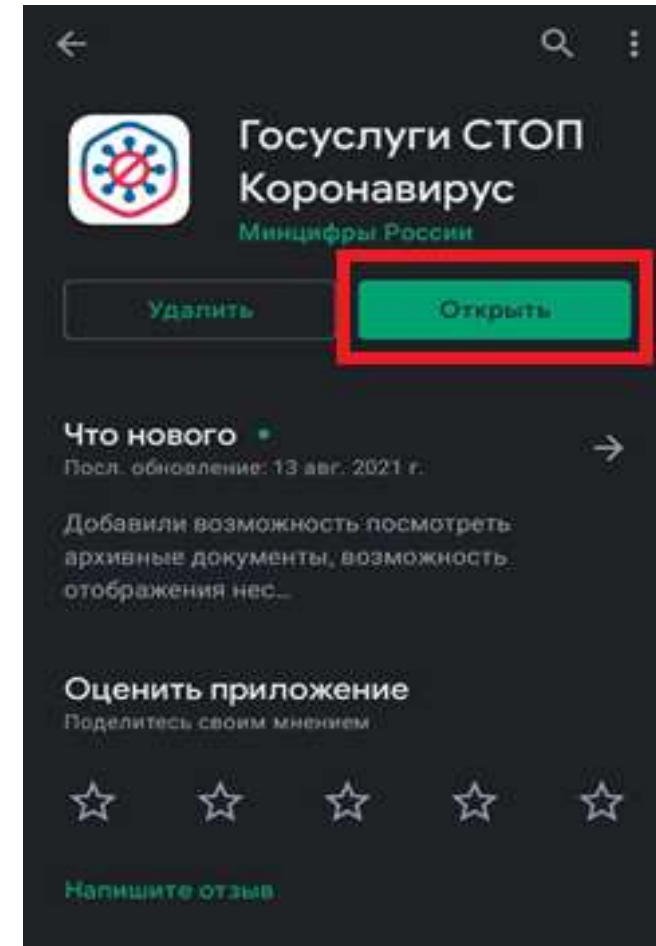 Госуслуги СТОП
Коронавирус
Минцифры России
Удалить
Открыть
Что нового •
Посл. обновление: 13 авг. 2021 г.
Добавили возможность посмотреть
архивные документы, возможность
отображения нес...
Оценить приложение
Поделитесь своим мнением
Напишите отзыв